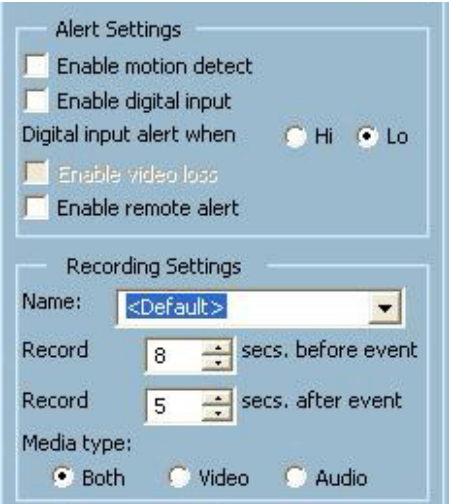 Alert Settings
Enable motion detect
Enable digital input
Digital input alert when Hi Lo
Enable video loss
Enable remote alert
Recording Settings
Name: <Default>
Record 8 secs. before event
Record 5 secs. after event
Media type:
Both Video Audio